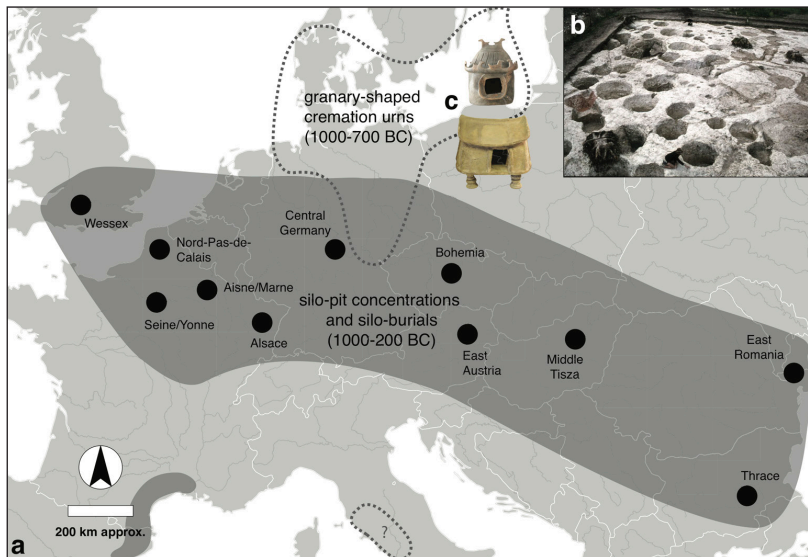 b
granary-shaped
cremation urns
(1000-700 BC)
c
Wessex
Nord-Pas-de-
Calais
Central
Germany
Bohemia
Aisne/Marne
Seine/Yonne
Alsace
silo-pit concentrations
and silo-burials
(1000-200 BC)
East
Austria
Middle
Tisza
East
Romania
Thrace
200 km approx.
?
a